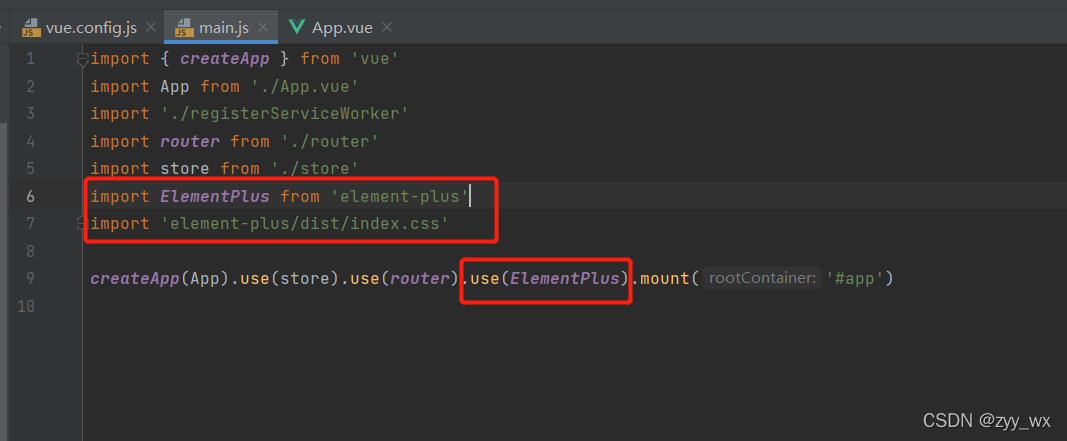 vue.config.js main.js App.vue
1 import { createApp } from 'vue'
2 import App from './App.vue'
3 import './registerServiceWorker'
4 import router from './router'
5 import store from './store'
6 import ElementPlus from 'element-plus'
7 import 'element-plus/dist/index.css'
8
9 createApp(App).use(store).use(router).use(ElementPlus).mount( rootContainer: '#app')
10
CSDN @zyy_wx